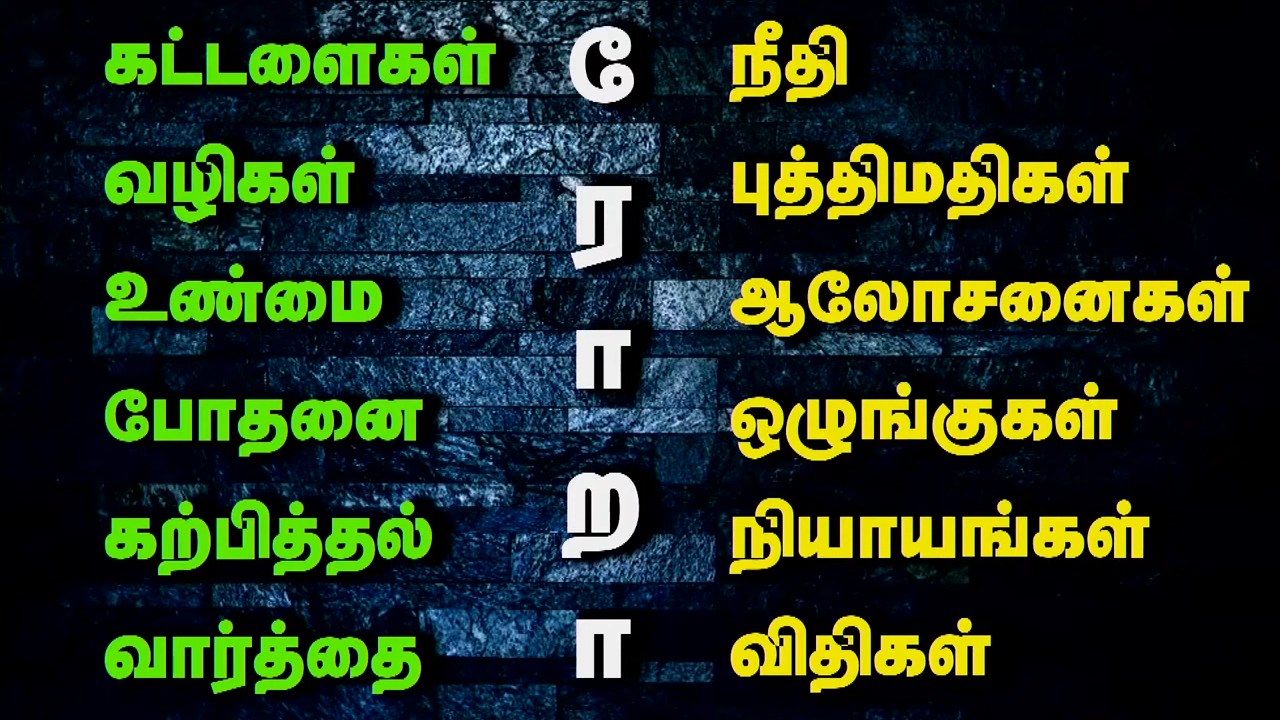 கட்டளைகள்
வழிகள்
உண்மை
போதனை
கற்பித்தல்
வார்த்தை
தோறா
நீதி
புத்திமதிகள்
ஆலோசனைகள்
ஒழுங்குகள்
நியாயங்கள்
விதிகள்